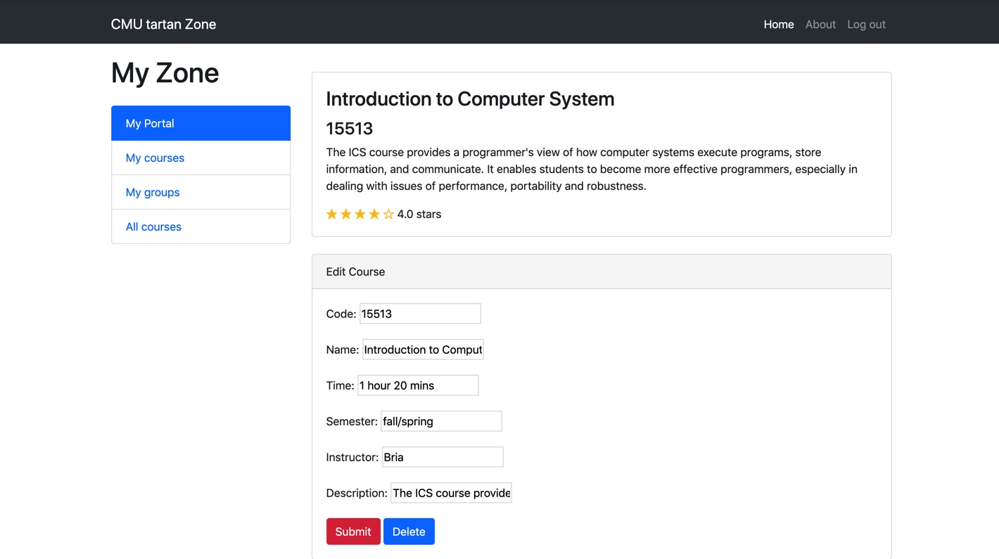 CMU tartan Zone
Home About Log out
My Zone
My Portal
My courses
My groups
All courses
Introduction to Computer System
15513
The ICS course provides a programmer's view of how computer systems execute programs, store
information, and communicate. It enables students to become more effective programmers, especially in
dealing with issues of performance, portability and robustness.
★★★★☆ 4.0 stars
Edit Course
Code: 15513
Name: Introduction to Comput
Time: 1 hour 20 mins
Semester: fall/spring
Instructor: Bria
Description: The ICS course provide
Submit Delete